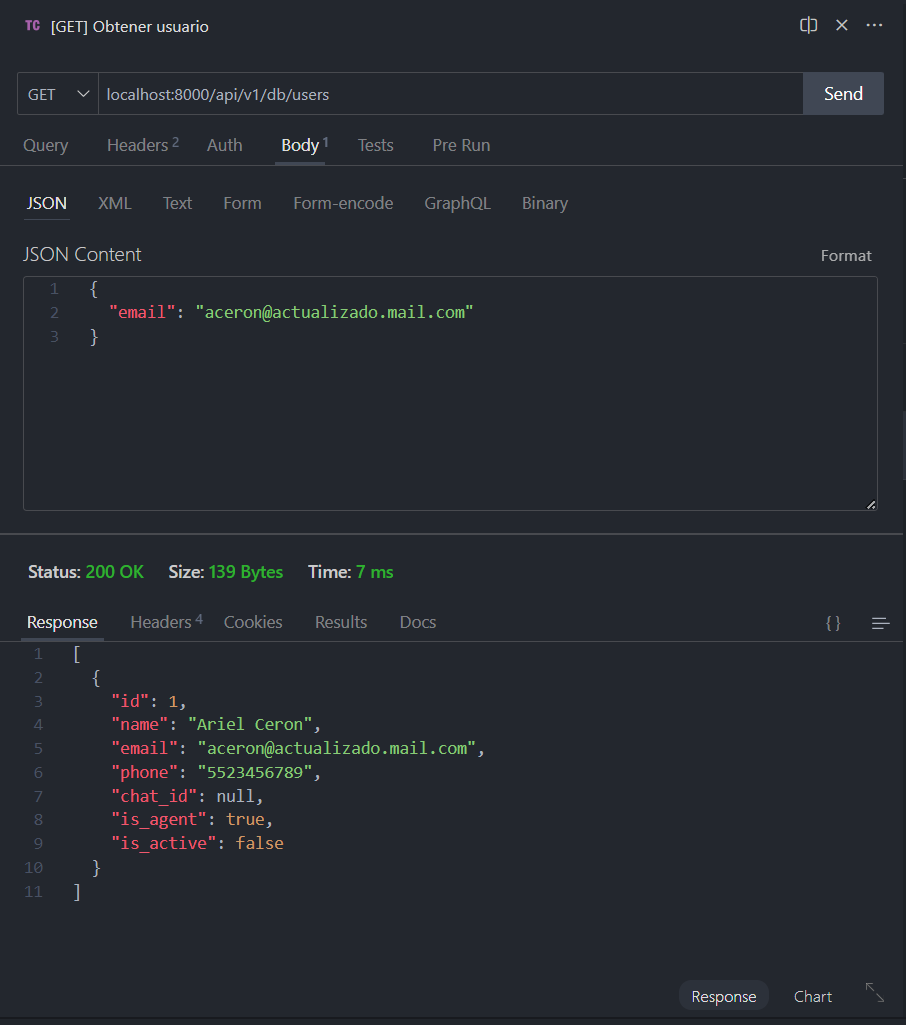 TC [GET] Obtener usuario
GET localhost:8000/api/v1/db/users Send
Query Headers 2 Auth Body 1 Tests Pre Run
JSON XML Text Form Form-encode GraphQL Binary
JSON Content Format
1 {
2 "email": "aceron@actualizado.mail.com"
3 }
Status: 200 OK Size: 139 Bytes Time: 7 ms
Response Headers 4 Cookies Results Docs { }
1 [
2 {
3 "id": 1,
4 "name": "Ariel Ceron",
5 "email": "aceron@actualizado.mail.com",
6 "phone": "5523456789",
7 "chat_id": null,
8 "is_agent": true,
9 "is_active": false
10 }
11 ]
Response Chart